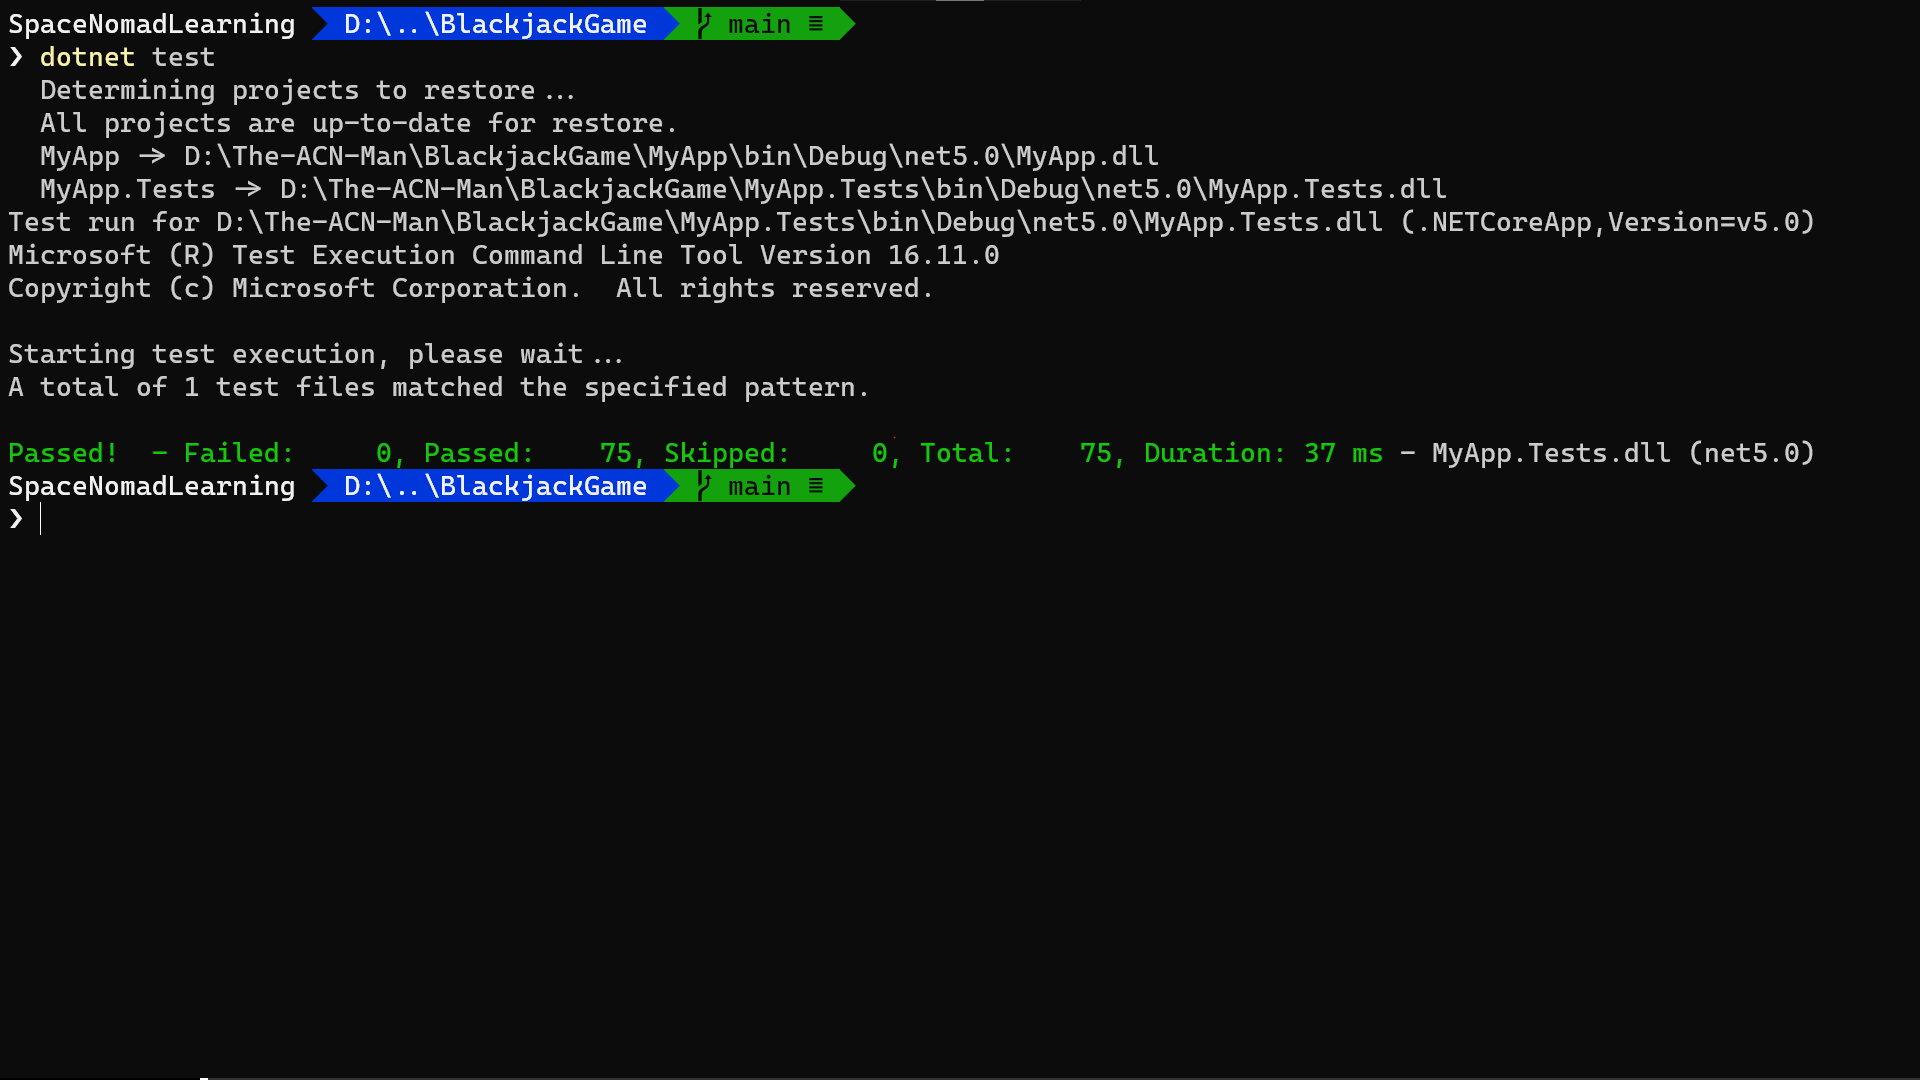 SpaceNomadLearning D:\..\BlackjackGame main ≡
❯ dotnet test
Determining projects to restore...
All projects are up-to-date for restore.
MyApp -> D:\The-ACN-Man\BlackjackGame\MyApp\bin\Debug\net5.0\MyApp.dll
MyApp.Tests -> D:\The-ACN-Man\BlackjackGame\MyApp.Tests\bin\Debug\net5.0\MyApp.Tests.dll
Test run for D:\The-ACN-Man\BlackjackGame\MyApp.Tests\bin\Debug\net5.0\MyApp.Tests.dll (.NETCoreApp,Version=v5.0)
Microsoft (R) Test Execution Command Line Tool Version 16.11.0
Copyright (c) Microsoft Corporation.  All rights reserved.
Starting test execution, please wait...
A total of 1 test files matched the specified pattern.
Passed!  - Failed:     0, Passed:    75, Skipped:     0, Total:    75, Duration: 37 ms - MyApp.Tests.dll (net5.0)
SpaceNomadLearning D:\..\BlackjackGame main ≡
❯